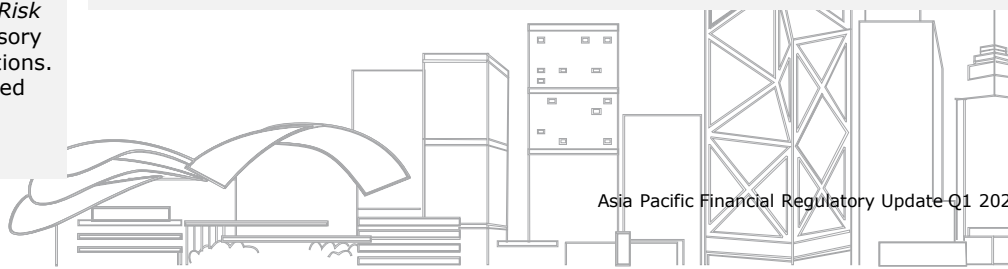 Risk
sory
tions.
ed
Asia Pacific Financial Regulatory Update Q1 202